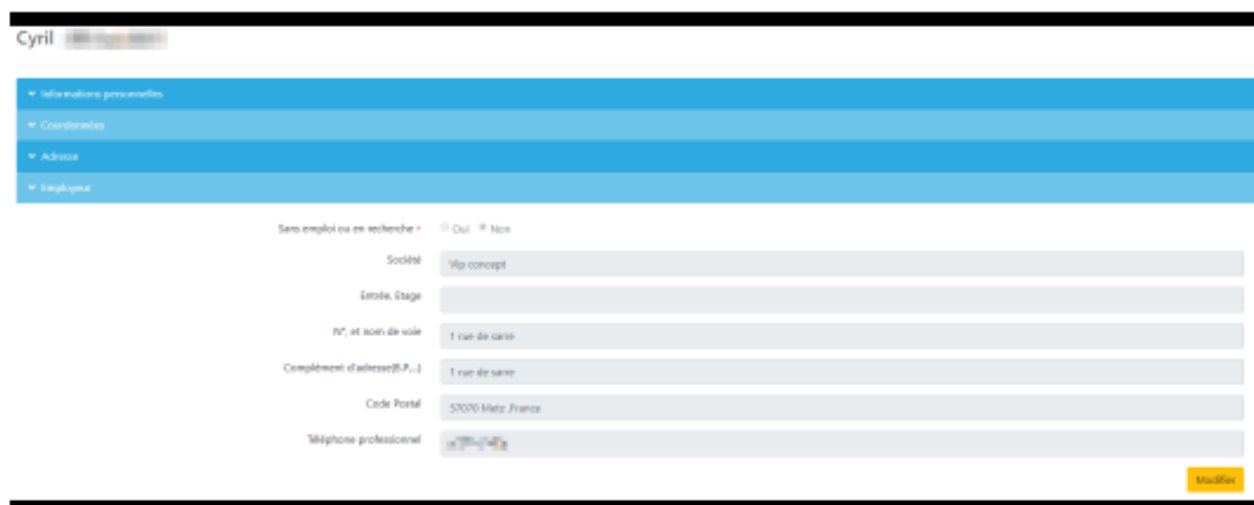 Cyril
Informations personnelles
Coordonnées
Adresse
Employeur
Sans emploi ou en recherche * Oui Non
Société Vip concept
Entrée, Etage
N°, et nom de voie 1 rue de sarre
Complément d'adresse(B.P,...) 1 rue de sarre
Code Postal 57070 Metz ,France
Téléphone professionnel
Modifier